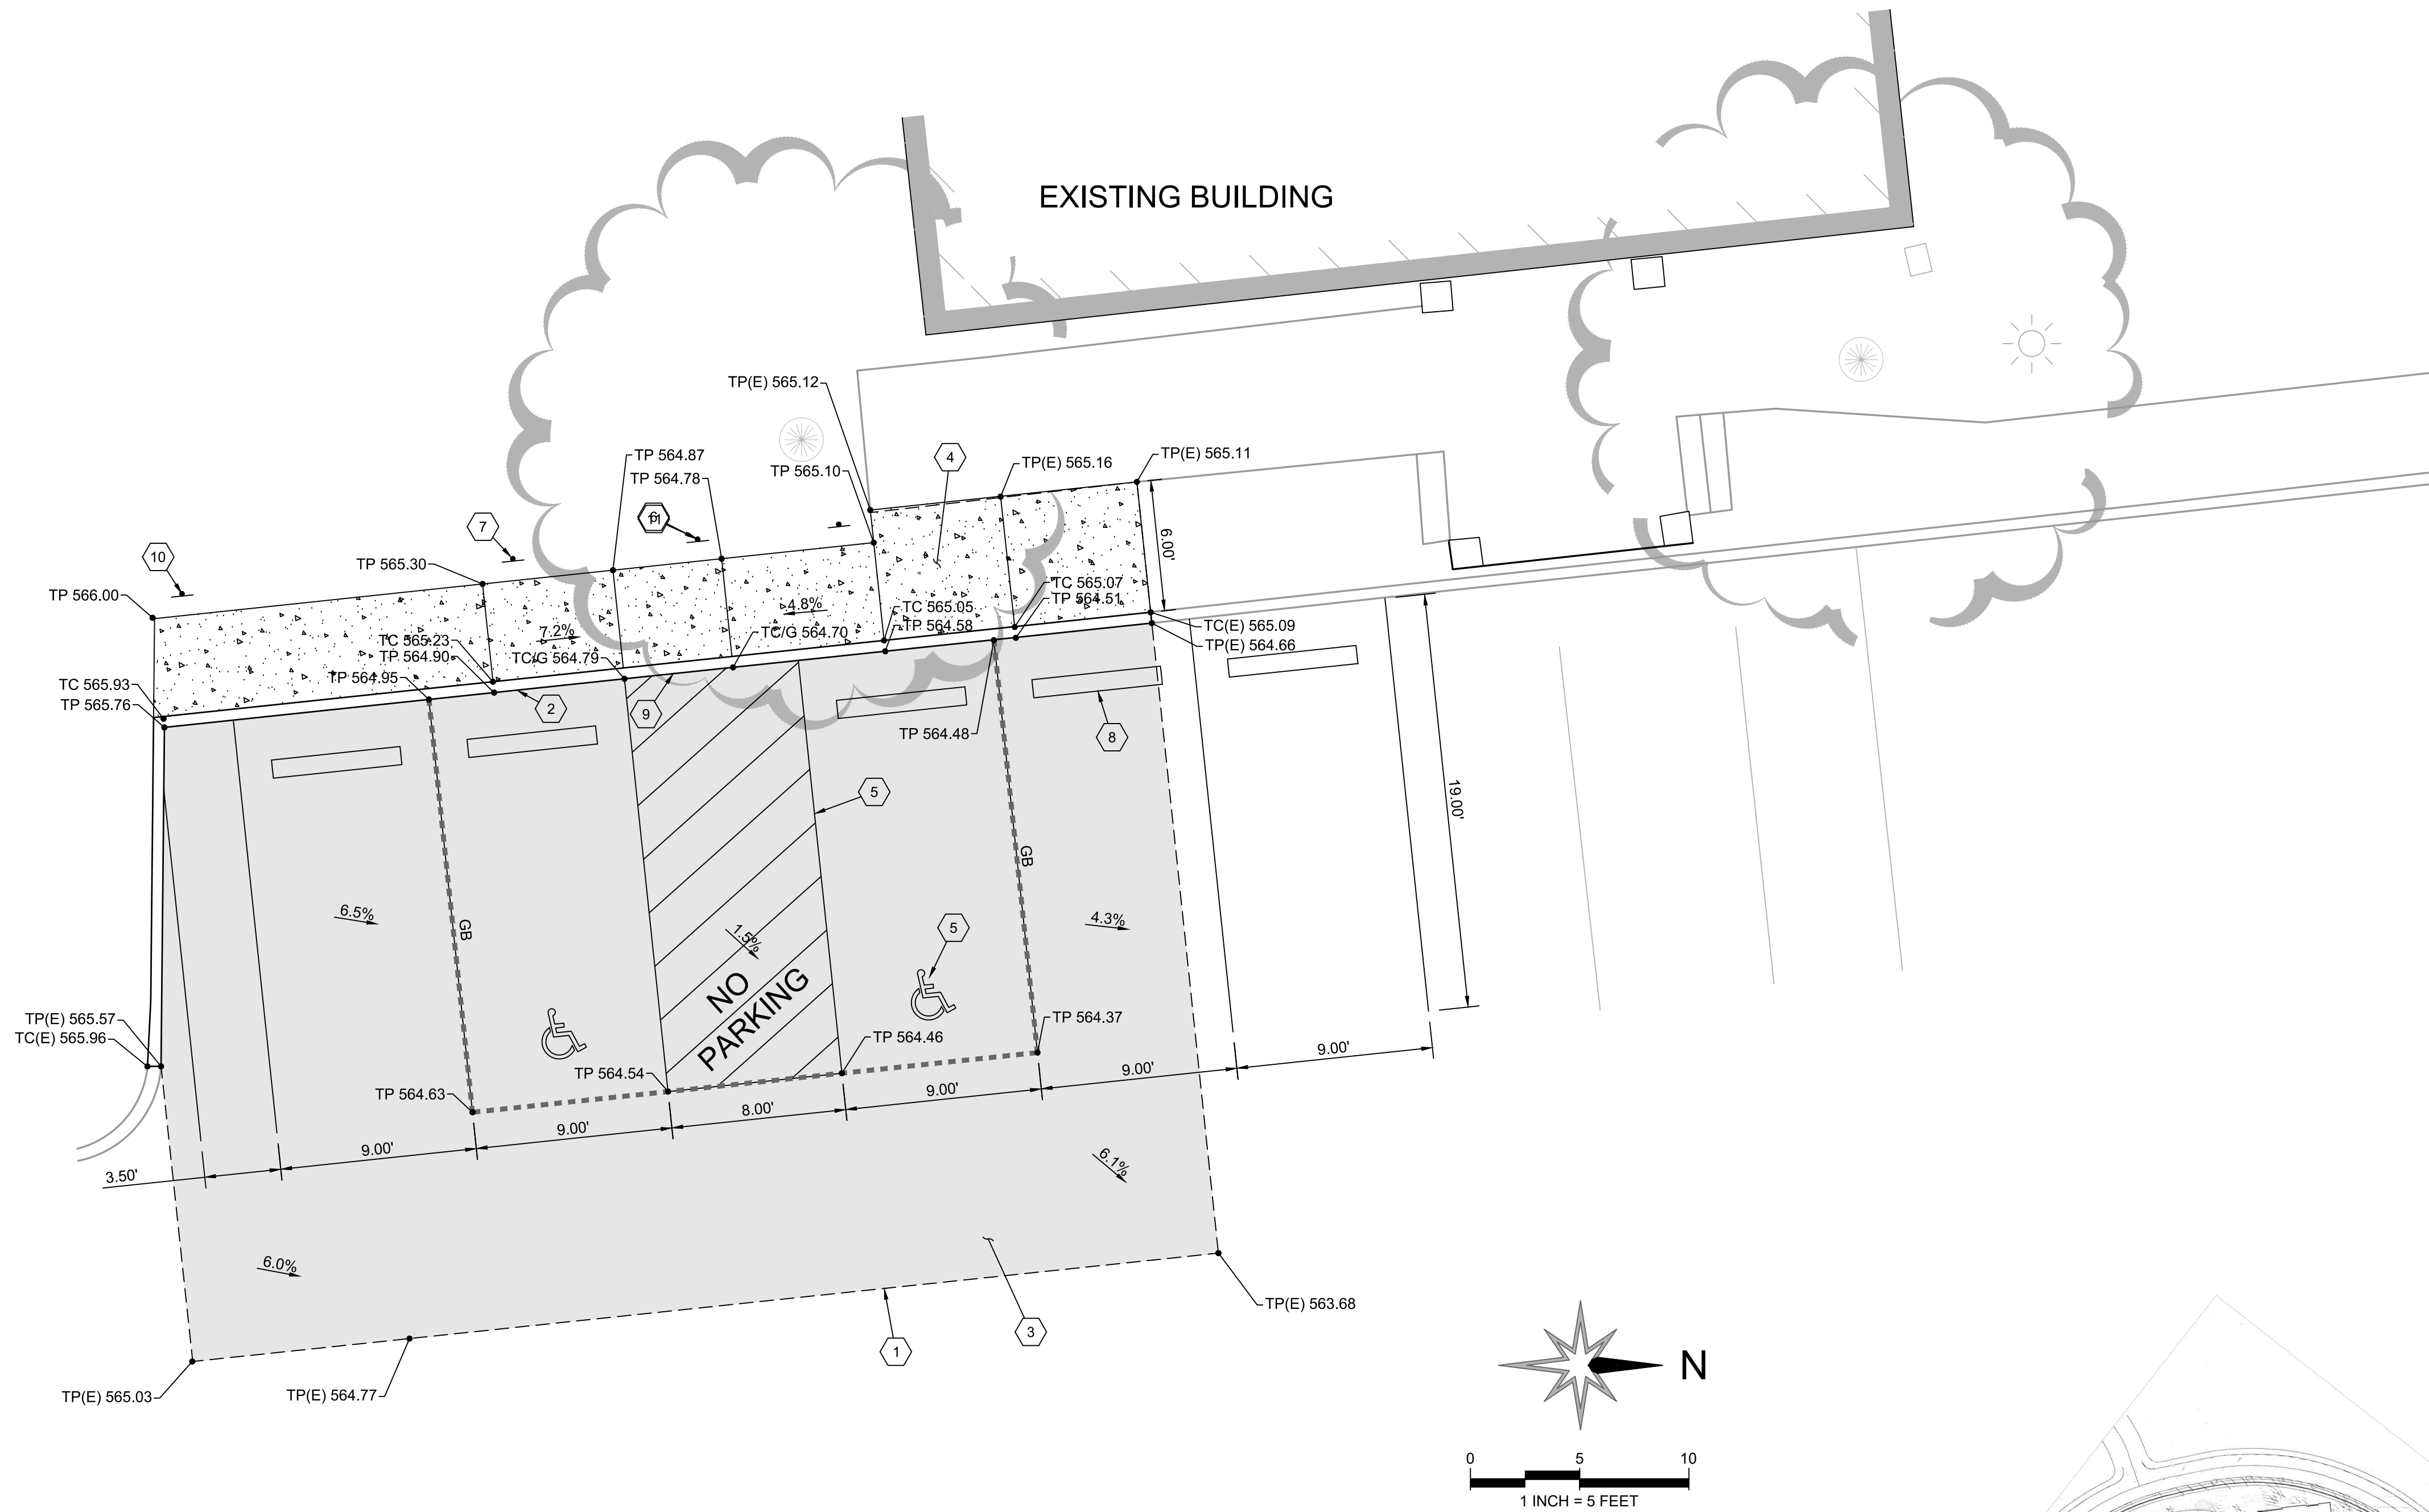 EXISTING BUILDING
TP(E) 565.12
TP 564.87
TP 564.78
TP 565.10
4
TP(E) 565.16
TP(E) 565.11
7
10
TP 565.30
6.00'
TP 566.00
7.2%
4.8%
TC 565.07
TP 564.51
TC 565.05
TP 564.58
TC(E) 565.09
TP(E) 564.66
TC 565.23
TP 564.90
TC/G 564.79
TC/G 564.70
TP 564.95
TC 565.93
TP 565.76
2
9
TP 564.48
8
5
19.00'
GB
GB
6.5%
1.5%
4.3%
5
NO
PARKING
TP(E) 565.57
TC(E) 565.96
TP 564.37
TP 564.46
TP 564.54
TP 564.63
9.00'
9.00'
9.00'
8.00'
9.00'
9.00'
3.50'
6.1%
6.0%
3
1
TP(E) 563.68
TP(E) 565.03
TP(E) 564.77
N
0 5 10
1 INCH = 5 FEET